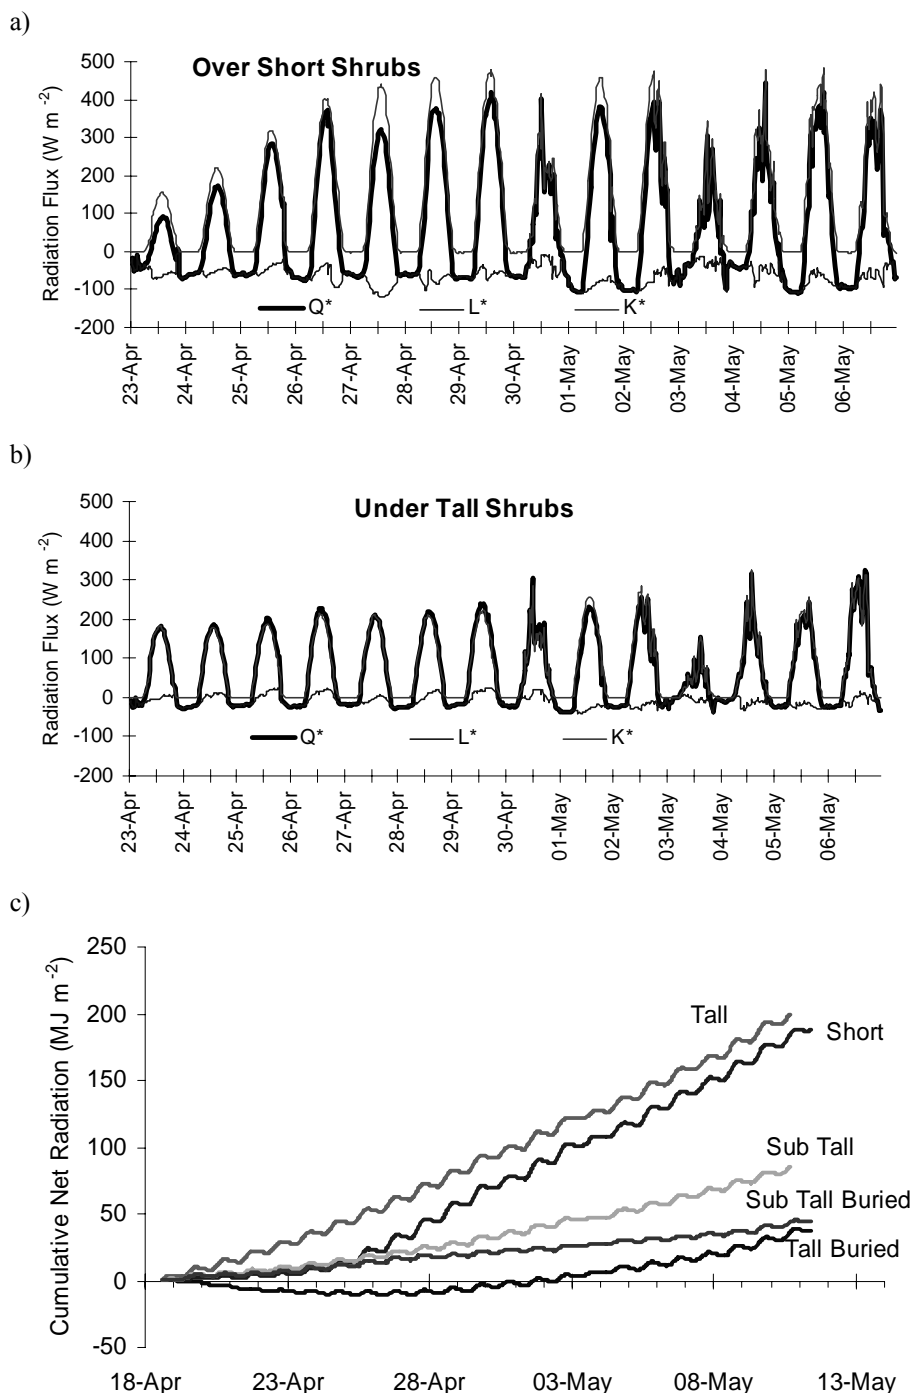 a)
500
400
300
200
100
0
-100
-200
Radiation Flux (W m -2)
Over Short Shrubs
Q* L* K*
23-Apr 24-Apr 25-Apr 26-Apr 27-Apr 28-Apr 29-Apr 30-Apr 01-May 02-May 03-May 04-May 05-May 06-May
b)
500
400
300
200
100
0
-100
-200
Radiation Flux (W m -2)
Under Tall Shrubs
Q* L* K*
23-Apr 24-Apr 25-Apr 26-Apr 27-Apr 28-Apr 29-Apr 30-Apr 01-May 02-May 03-May 04-May 05-May 06-May
c)
250
200
150
100
50
0
-50
Cumulative Net Radiation (MJ m -2)
Tall
Short
Sub Tall
Sub Tall Buried
Tall Buried
18-Apr 23-Apr 28-Apr 03-May 08-May 13-May